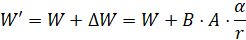 W′ = W + ΔW = W + B · A · α/r